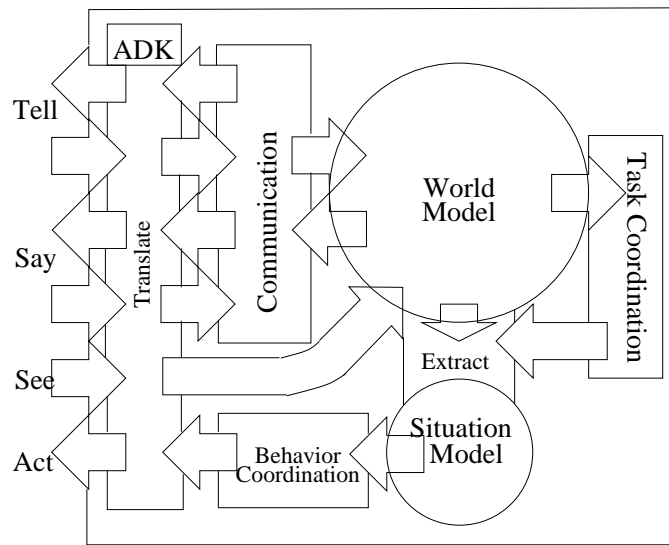 ADK
Tell
Say
See
Act
Translate
Communication
World
Model
Task Coordination
Extract
Situation
Model
Behavior
Coordination